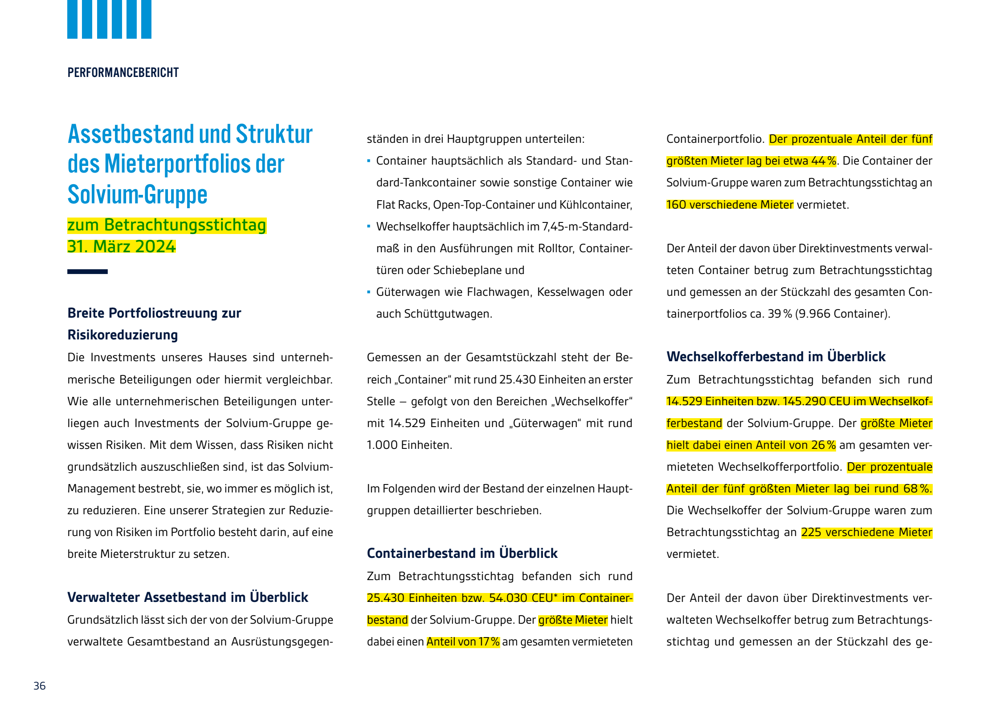 PERFORMANCEBERICHT
Assetbestand und Struktur
des Mieterportfolios der
Solvium-Gruppe
zum Betrachtungsstichtag
31. März 2024
Breite Portfoliostreuung zur
Risikoreduzierung
Die Investments unseres Hauses sind unterneh-
merische Beteiligungen oder hiermit vergleichbar.
Wie alle unternehmerischen Beteiligungen unter-
liegen auch Investments der Solvium-Gruppe ge-
wissen Risiken. Mit dem Wissen, dass Risiken nicht
grundsätzlich auszuschließen sind, ist das Solvium-
Management bestrebt, sie, wo immer es möglich ist,
zu reduzieren. Eine unserer Strategien zur Reduzie-
rung von Risiken im Portfolio besteht darin, auf eine
breite Mieterstruktur zu setzen.
Verwalteter Assetbestand im Überblick
Grundsätzlich lässt sich der von der Solvium-Gruppe
verwaltete Gesamtbestand an Ausrüstungsgegen-
ständen in drei Hauptgruppen unterteilen:
▪ Container hauptsächlich als Standard- und Stan-
dard-Tankcontainer sowie sonstige Container wie
Flat Racks, Open-Top-Container und Kühlcontainer,
▪ Wechselkoffer hauptsächlich im 7,45-m-Standard-
maß in den Ausführungen mit Rolltor, Container-
türen oder Schiebeplane und
▪ Güterwagen wie Flachwagen, Kesselwagen oder
auch Schüttgutwagen.
Gemessen an der Gesamtstückzahl steht der Be-
reich „Container“ mit rund 25.430 Einheiten an erster
Stelle – gefolgt von den Bereichen „Wechselkoffer“
mit 14.529 Einheiten und „Güterwagen“ mit rund
1.000 Einheiten.
Im Folgenden wird der Bestand der einzelnen Haupt-
gruppen detaillierter beschrieben.
Containerbestand im Überblick
Zum Betrachtungsstichtag befanden sich rund
25.430 Einheiten bzw. 54.030 CEU* im Container-
bestand der Solvium-Gruppe. Der größte Mieter hielt
dabei einen Anteil von 17 % am gesamten vermieteten
Containerportfolio. Der prozentuale Anteil der fünf
größten Mieter lag bei etwa 44 %. Die Container der
Solvium-Gruppe waren zum Betrachtungsstichtag an
160 verschiedene Mieter vermietet.
Der Anteil der davon über Direktinvestments verwal-
teten Container betrug zum Betrachtungsstichtag
und gemessen an der Stückzahl des gesamten Con-
tainerportfolios ca. 39 % (9.966 Container).
Wechselkofferbestand im Überblick
Zum Betrachtungsstichtag befanden sich rund
14.529 Einheiten bzw. 145.290 CEU im Wechselkof-
ferbestand der Solvium-Gruppe. Der größte Mieter
hielt dabei einen Anteil von 26 % am gesamten ver-
mieteten Wechselkofferportfolio. Der prozentuale
Anteil der fünf größten Mieter lag bei rund 68 %.
Die Wechselkoffer der Solvium-Gruppe waren zum
Betrachtungsstichtag an 225 verschiedene Mieter
vermietet.
Der Anteil der davon über Direktinvestments ver-
walteten Wechselkoffer betrug zum Betrachtungs-
stichtag und gemessen an der Stückzahl des ge-
36